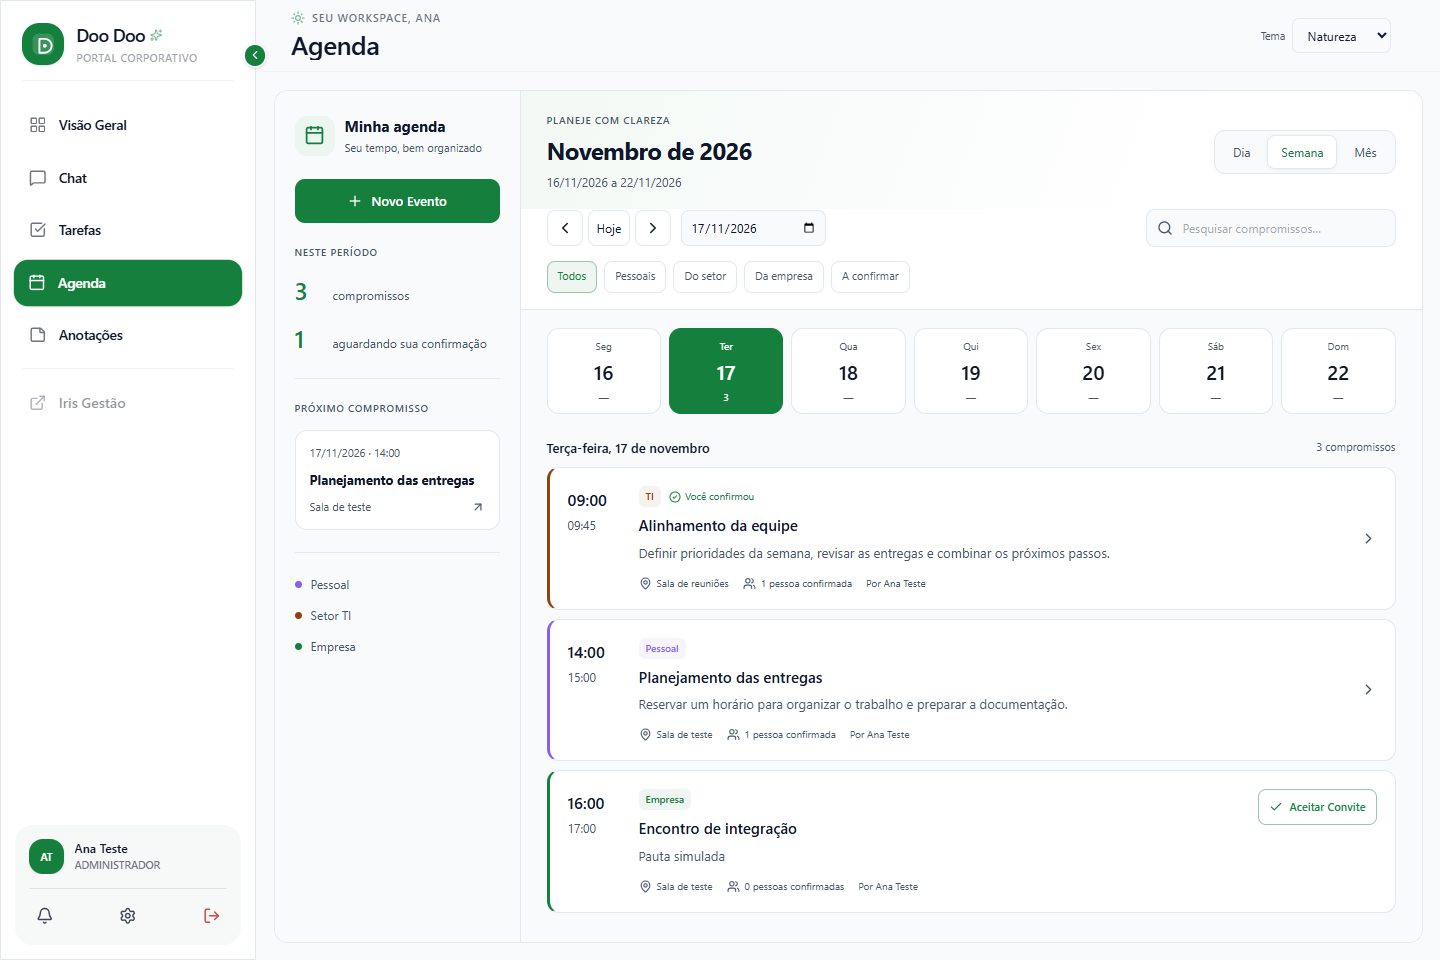 Doo Doo
PORTAL CORPORATIVO
Visão Geral
Chat
Tarefas
Agenda
Anotações
Iris Gestão
AT
Ana Teste
ADMINISTRADOR
SEU WORKSPACE, ANA
Agenda
Tema
Natureza
Minha agenda
Seu tempo, bem organizado
Novo Evento
NESTE PERÍODO
3 compromissos
1 aguardando sua confirmação
PRÓXIMO COMPROMISSO
17/11/2026 · 14:00
Planejamento das entregas
Sala de teste
Pessoal
Setor TI
Empresa
PLANEJE COM CLAREZA
Novembro de 2026
16/11/2026 a 22/11/2026
Dia Semana Mês
Hoje
17/11/2026
Pesquisar compromissos...
Todos Pessoais Do setor Da empresa A confirmar
Seg Ter Qua Qui Sex Sáb Dom
16 17 18 19 20 21 22
— 3 — — — — —
Terça-feira, 17 de novembro
3 compromissos
09:00
09:45
TI Você confirmou
Alinhamento da equipe
Definir prioridades da semana, revisar as entregas e combinar os próximos passos.
Sala de reuniões 1 pessoa confirmada Por Ana Teste
14:00
15:00
Pessoal
Planejamento das entregas
Reservar um horário para organizar o trabalho e preparar a documentação.
Sala de teste 1 pessoa confirmada Por Ana Teste
16:00
17:00
Empresa
Encontro de integração
Pauta simulada
Sala de teste 0 pessoas confirmadas Por Ana Teste
Aceitar Convite